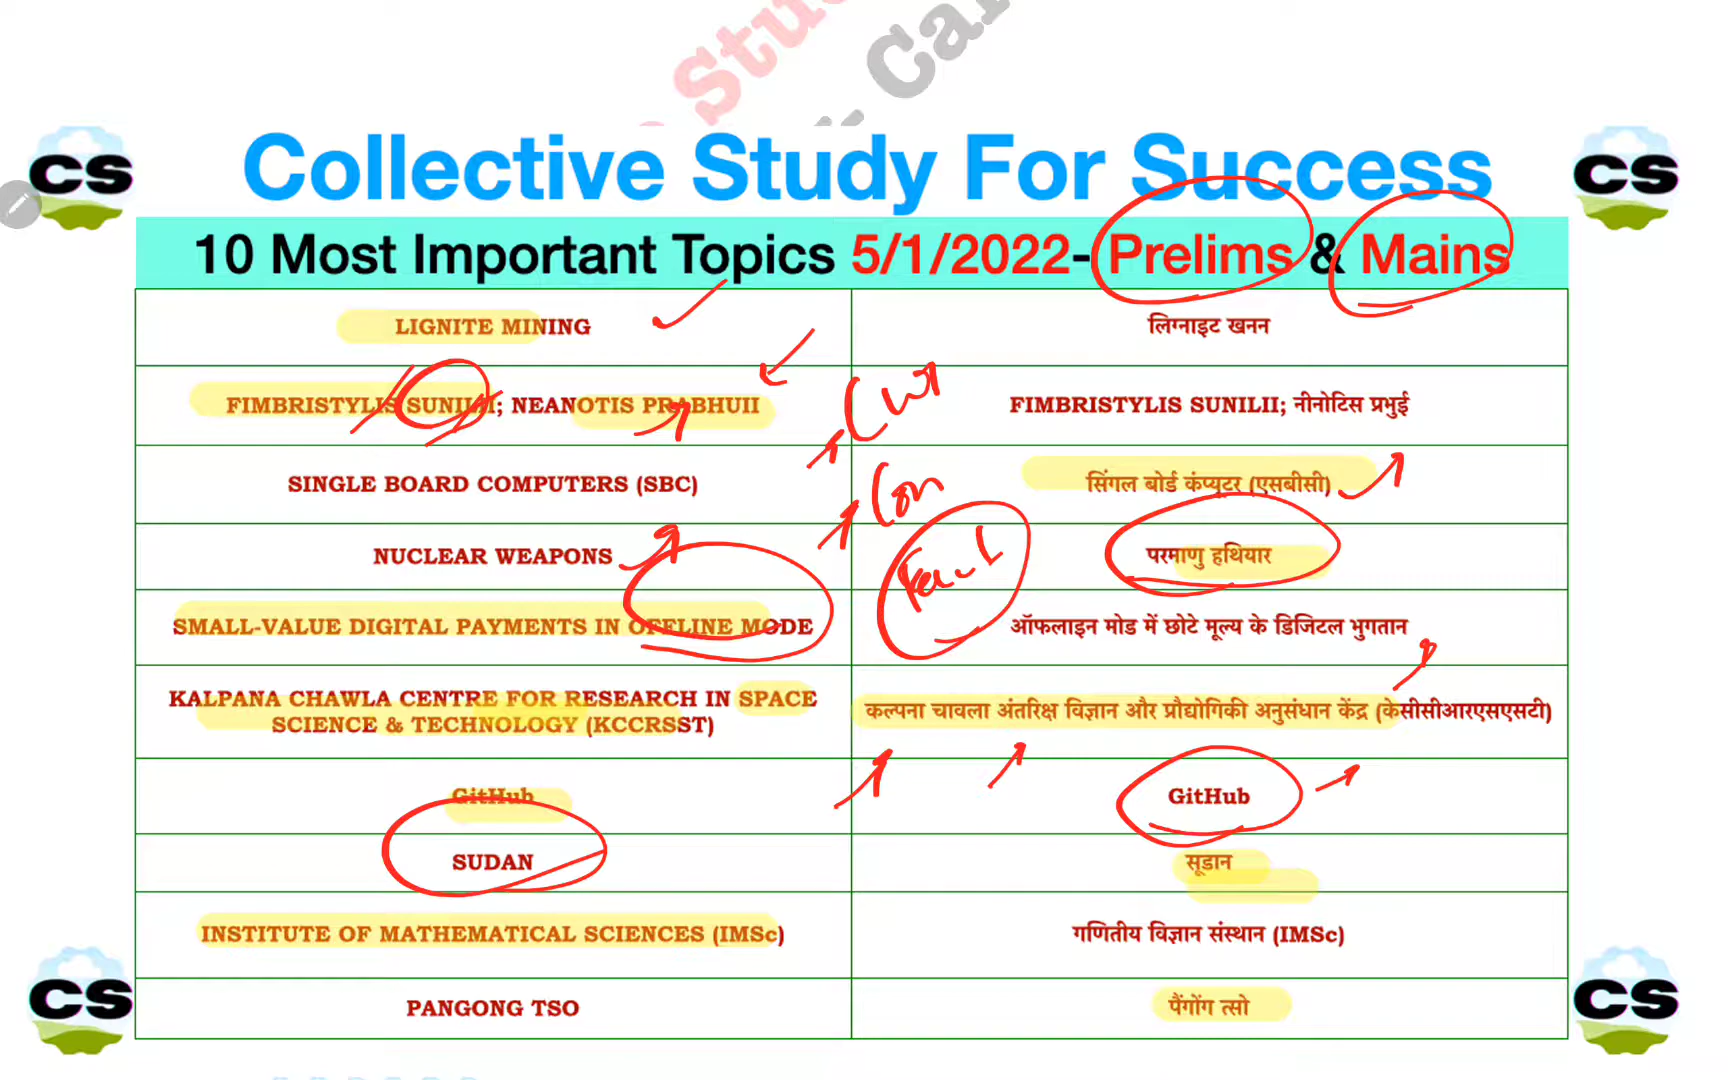 Collective Study For Success
CS
CS
10 Most Important Topics 5/1/2022- Prelims & Mains
LIGNITE MINING
लिग्नाइट खनन
FIMBRISTYLIS SUNILII; NEANOTIS PRABHUII
FIMBRISTYLIS SUNILII; नीनोटिस प्रभुई
SINGLE BOARD COMPUTERS (SBC)
सिंगल बोर्ड कंप्यूटर (एसबीसी)
NUCLEAR WEAPONS
परमाणु हथियार
SMALL-VALUE DIGITAL PAYMENTS IN OFFLINE MODE
ऑफलाइन मोड में छोटे मूल्य के डिजिटल भुगतान
KALPANA CHAWLA CENTRE FOR RESEARCH IN SPACE
SCIENCE & TECHNOLOGY (KCCRSST)
कल्पना चावला अंतरिक्ष विज्ञान और प्रौद्योगिकी अनुसंधान केंद्र (केसीसीआरएसएसटी)
GitHub
GitHub
SUDAN
सूडान
INSTITUTE OF MATHEMATICAL SCIENCES (IMSc)
गणितीय विज्ञान संस्थान (IMSc)
PANGONG TSO
पैंगोंग त्सो
CS
CS